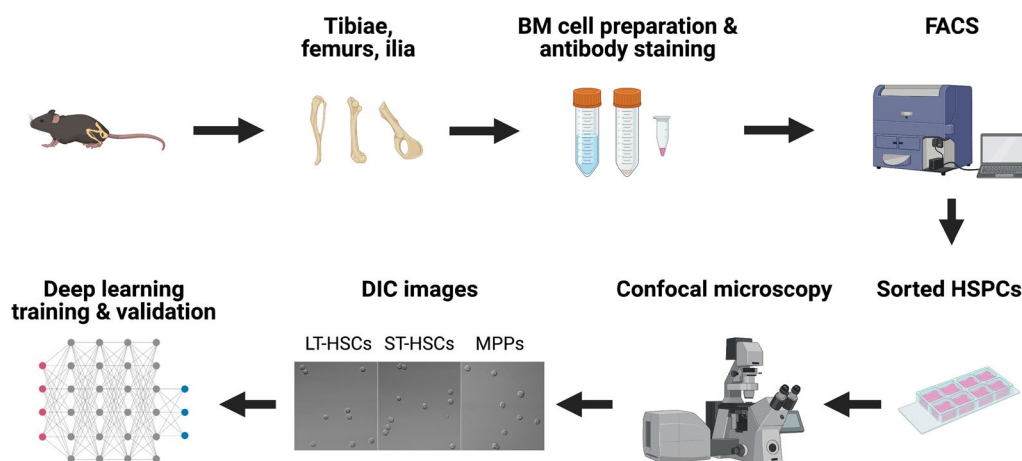 Tibiae,
femurs, ilia
BM cell preparation &
antibody staining
FACS
Deep learning
training & validation
DIC images
LT-HSCs
ST-HSCs
MPPs
Confocal microscopy
Sorted HSPCs